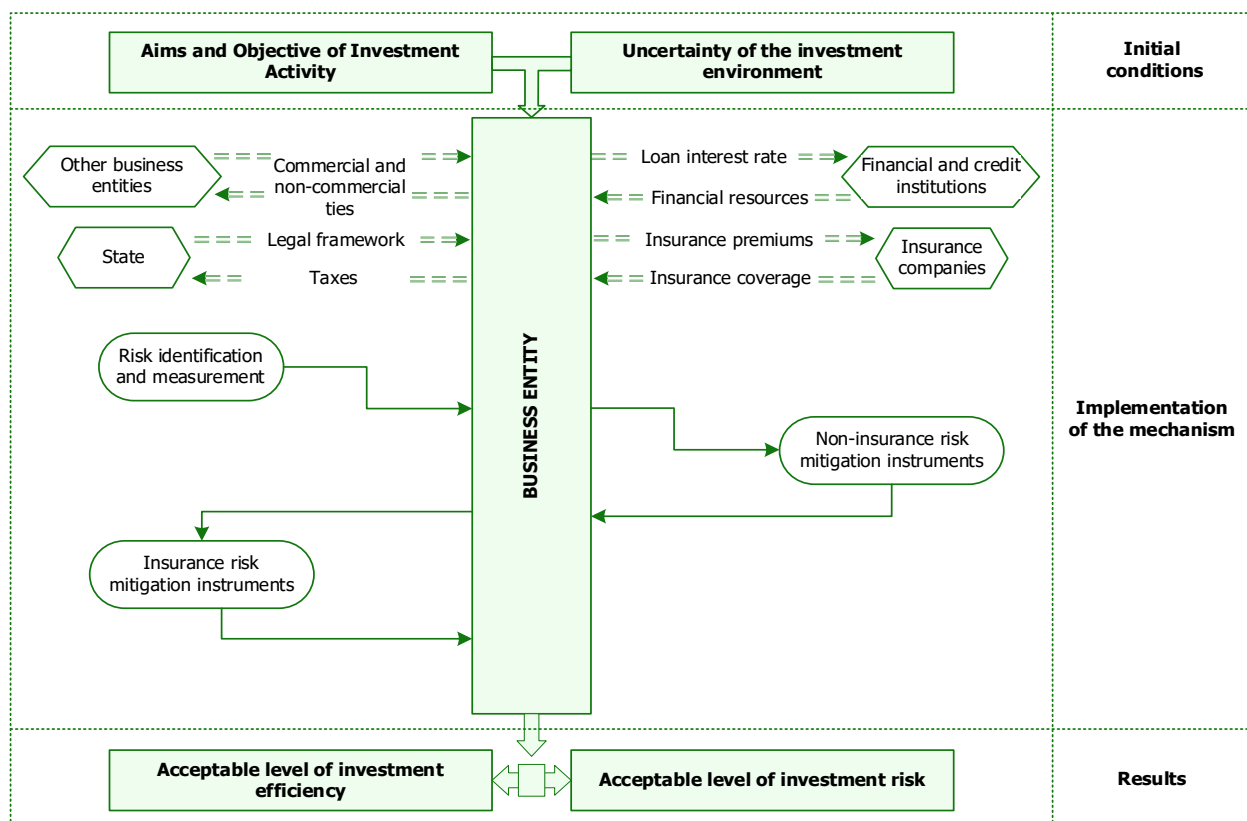 Aims and Objective of Investment
Activity
Uncertainty of the investment
environment
Initial
conditions
Other business
entities
Commercial and
non-commercial
ties
Loan interest rate
Financial resources
Financial and credit
institutions
State
Legal framework
Taxes
Insurance premiums
Insurance coverage
Insurance
companies
BUSINESS ENTITY
Risk identification
and measurement
Non-insurance risk
mitigation instruments
Insurance risk
mitigation instruments
Implementation
of the mechanism
Acceptable level of investment
efficiency
Acceptable level of investment risk
Results